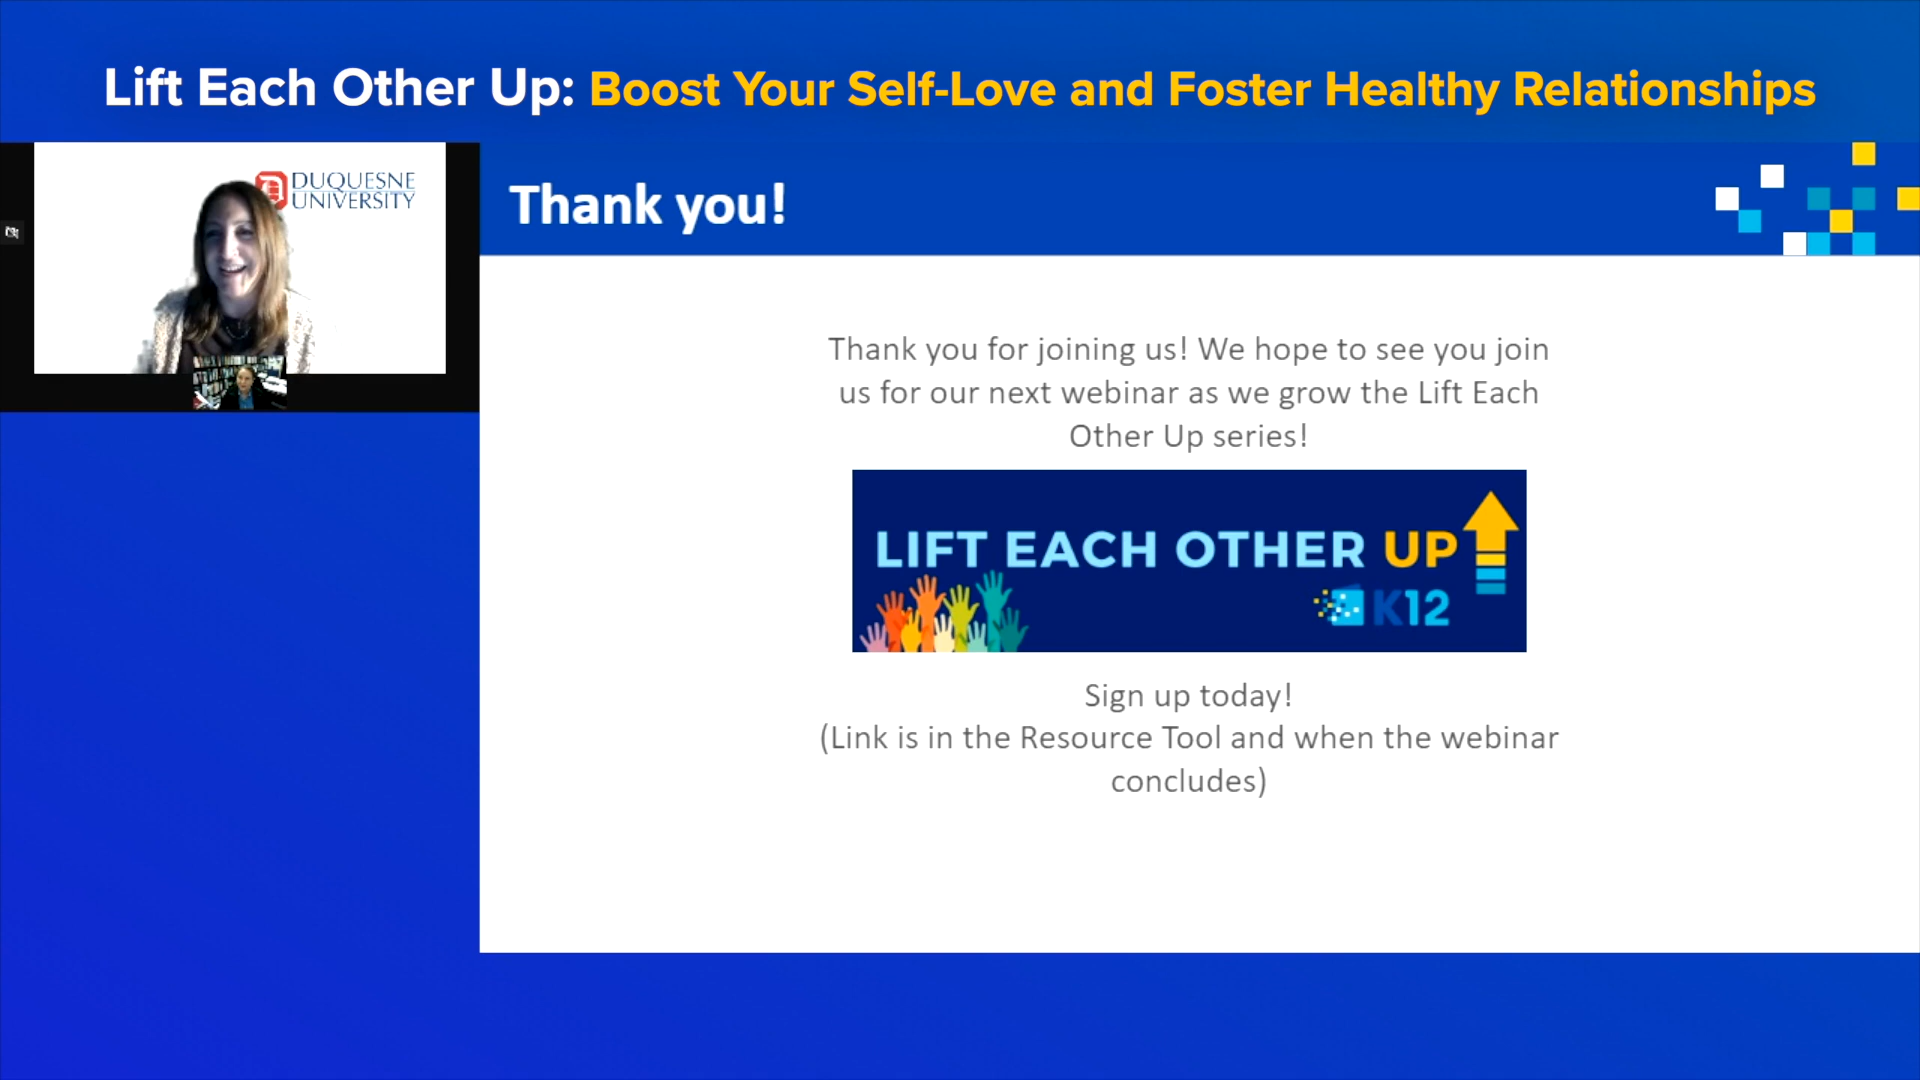 Lift Each Other Up: Boost Your Self-Love and Foster Healthy Relationships
DUQUESNE
UNIVERSITY
Thank you!
Thank you for joining us! We hope to see you join
us for our next webinar as we grow the Lift Each
Other Up series!
LIFT EACH OTHER UP
K12
Sign up today!
(Link is in the Resource Tool and when the webinar
concludes)